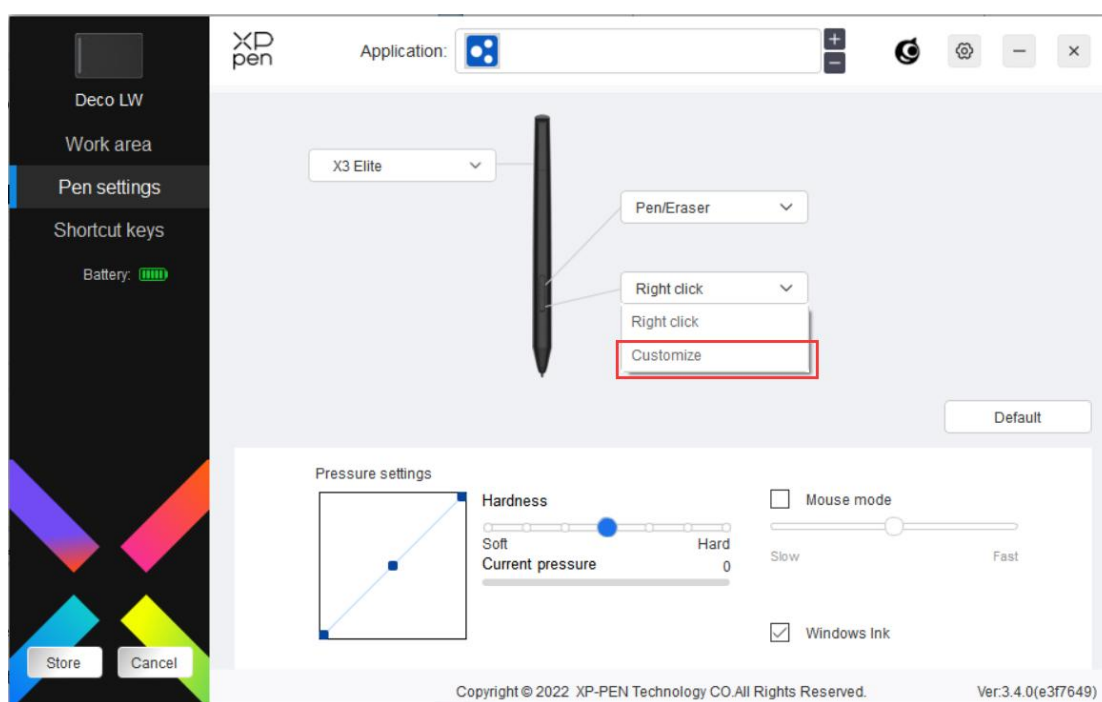 XP
pen
Application:
+
−
Deco LW
Work area
Pen settings
Shortcut keys
Battery:
X3 Elite
Pen/Eraser
Right click
Right click
Customize
Default
Pressure settings
Hardness
Soft Hard
Current pressure 0
Mouse mode
Slow Fast
Windows Ink
Store Cancel
Copyright © 2022 XP-PEN Technology CO.All Rights Reserved. Ver:3.4.0(e3f7649)